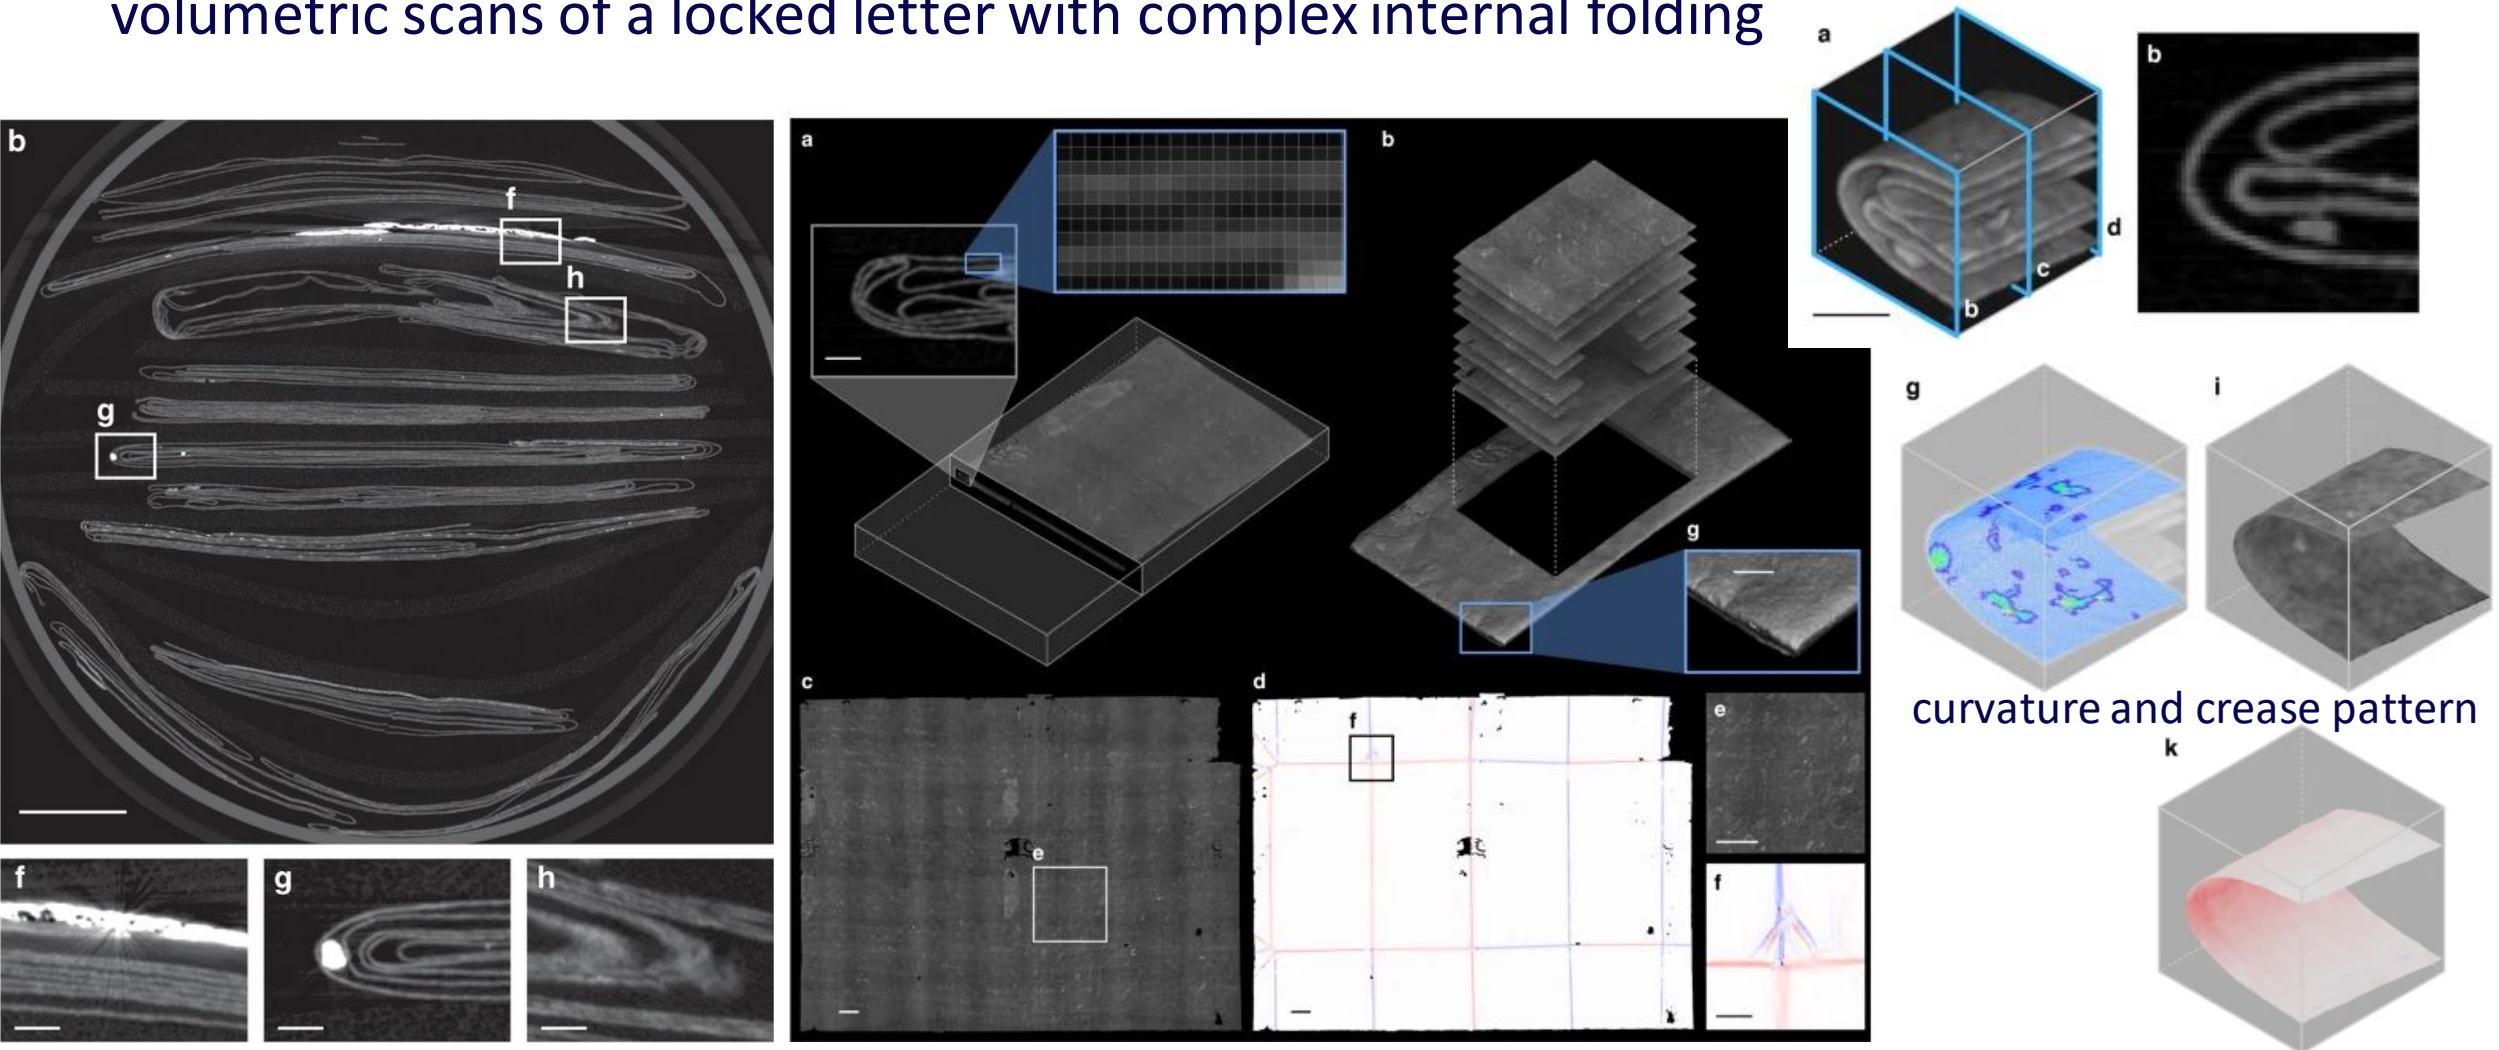 volumetric scans of a locked letter with complex internal folding
b
f
h
g
f
g
h
a
b
g
c
d
f
e
e
f
a
b
d
c
b
g
i
curvature and crease pattern
k